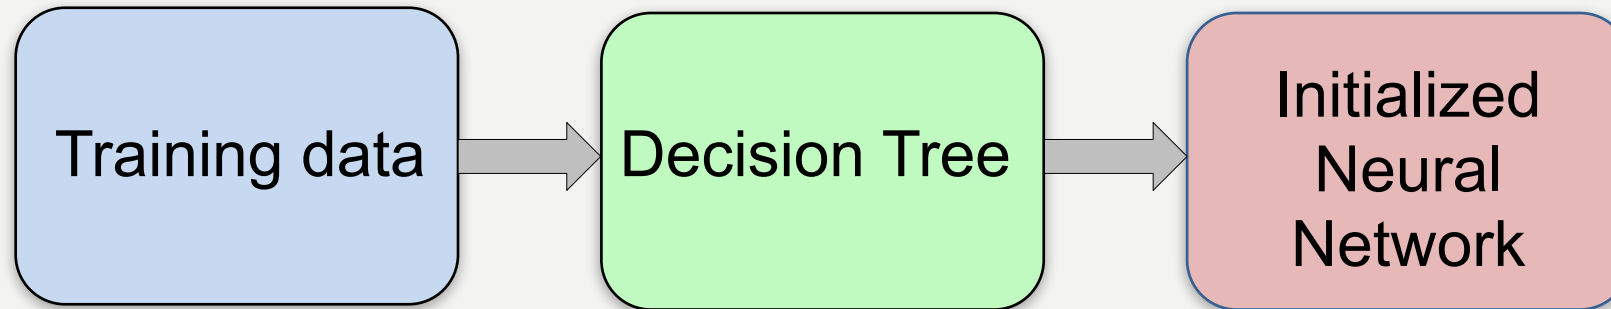 Training data
Decision Tree
Initialized
Neural
Network